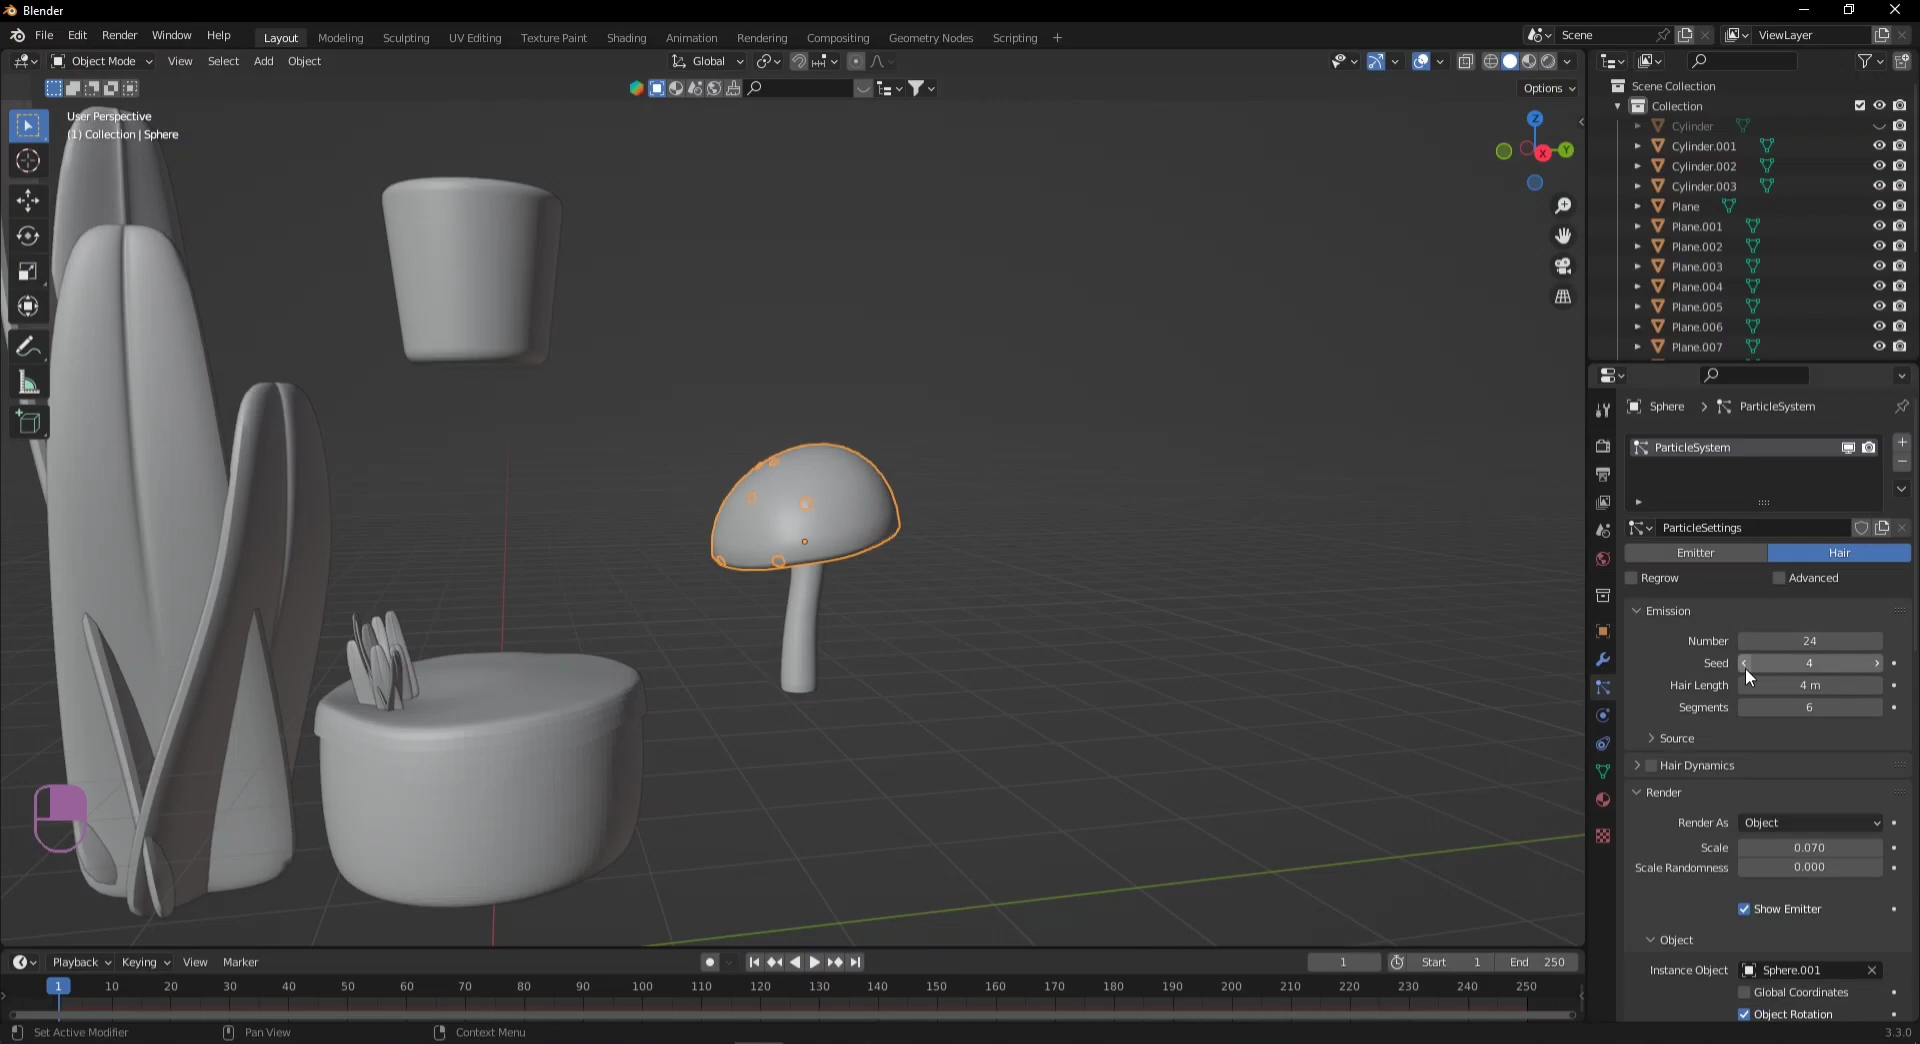 Blender
File Edit Render Window Help Layout Modeling Sculpting UV Editing Texture Paint Shading Animation Rendering Compositing Geometry Nodes Scripting + Scene ViewLayer
Object Mode View Select Add Object Global
Options
User Perspective
(1) Collection | Sphere
Z
Y
X
Scene Collection
Collection
Cylinder
Cylinder.001
Cylinder.002
Cylinder.003
Plane
Plane.001
Plane.002
Plane.003
Plane.004
Plane.005
Plane.006
Plane.007
Sphere > ParticleSystem
ParticleSystem
ParticleSettings
Emitter Hair
Regrow Advanced
Emission
Number 24
Seed 4
Hair Length 4 m
Segments 6
Source
Hair Dynamics
Render
Render As Object
Scale 0.070
Scale Randomness 0.000
Show Emitter
Object
Instance Object Sphere.001
Global Coordinates
Object Rotation
Playback Keying View Marker 1 Start 1 End 250
1 10 20 30 40 50 60 70 80 90 100 110 120 130 140 150 160 170 180 190 200 210 220 230 240 250
Set Active Modifier Pan View Context Menu 3.3.0